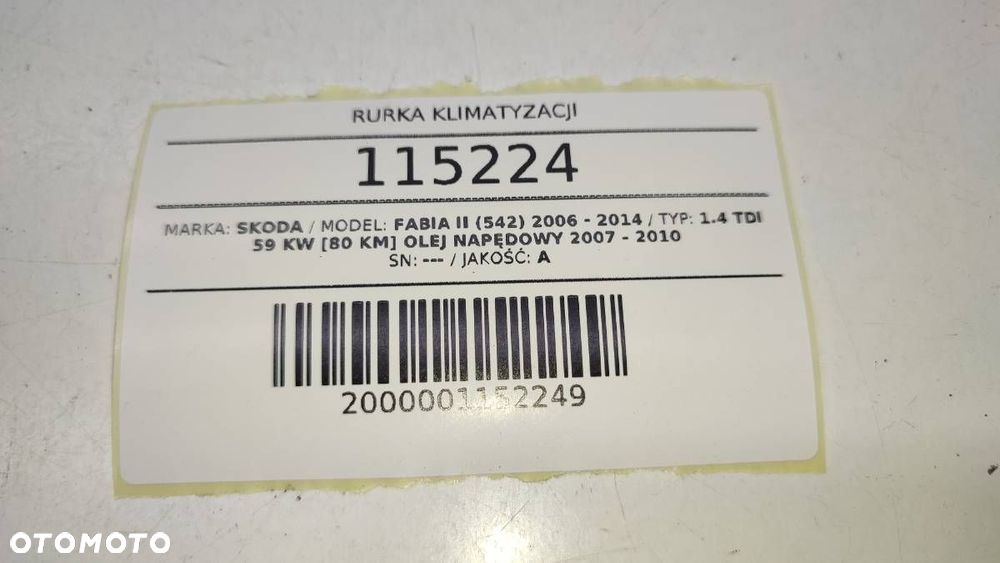 RURKA KLIMATYZACJI
115224
MARKA: SKODA / MODEL: FABIA II (542) 2006 - 2014 / TYP: 1.4 TDI
59 KW [80 KM] OLEJ NAPĘDOWY 2007 - 2010
SN: --- / JAKOŚĆ: A
2000001152249
OTOMOTO